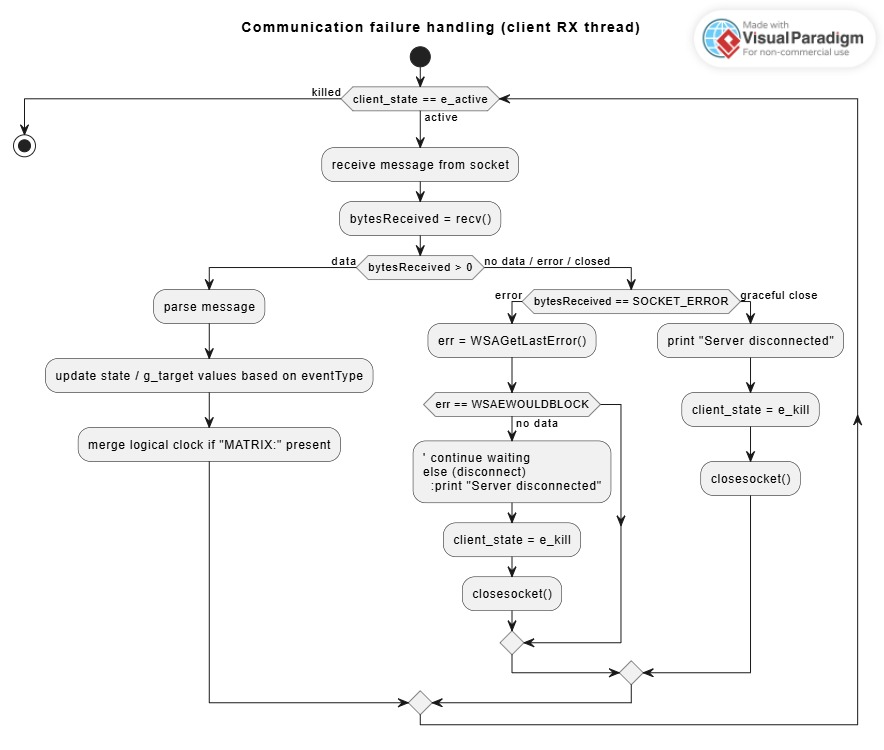 Communication failure handling (client RX thread)
Made with
VisualParadigm
For non-commercial use
killed
client_state == e_active
active
receive message from socket
bytesReceived = recv()
data
bytesReceived > 0
no data / error / closed
parse message
error
bytesReceived == SOCKET_ERROR
graceful close
err = WSAGetLastError()
print "Server disconnected"
update state / g_target values based on eventType
err == WSAEWOULDBLOCK
client_state = e_kill
no data
merge logical clock if "MATRIX:" present
' continue waiting
else (disconnect)
:print "Server disconnected"
closesocket()
client_state = e_kill
closesocket()